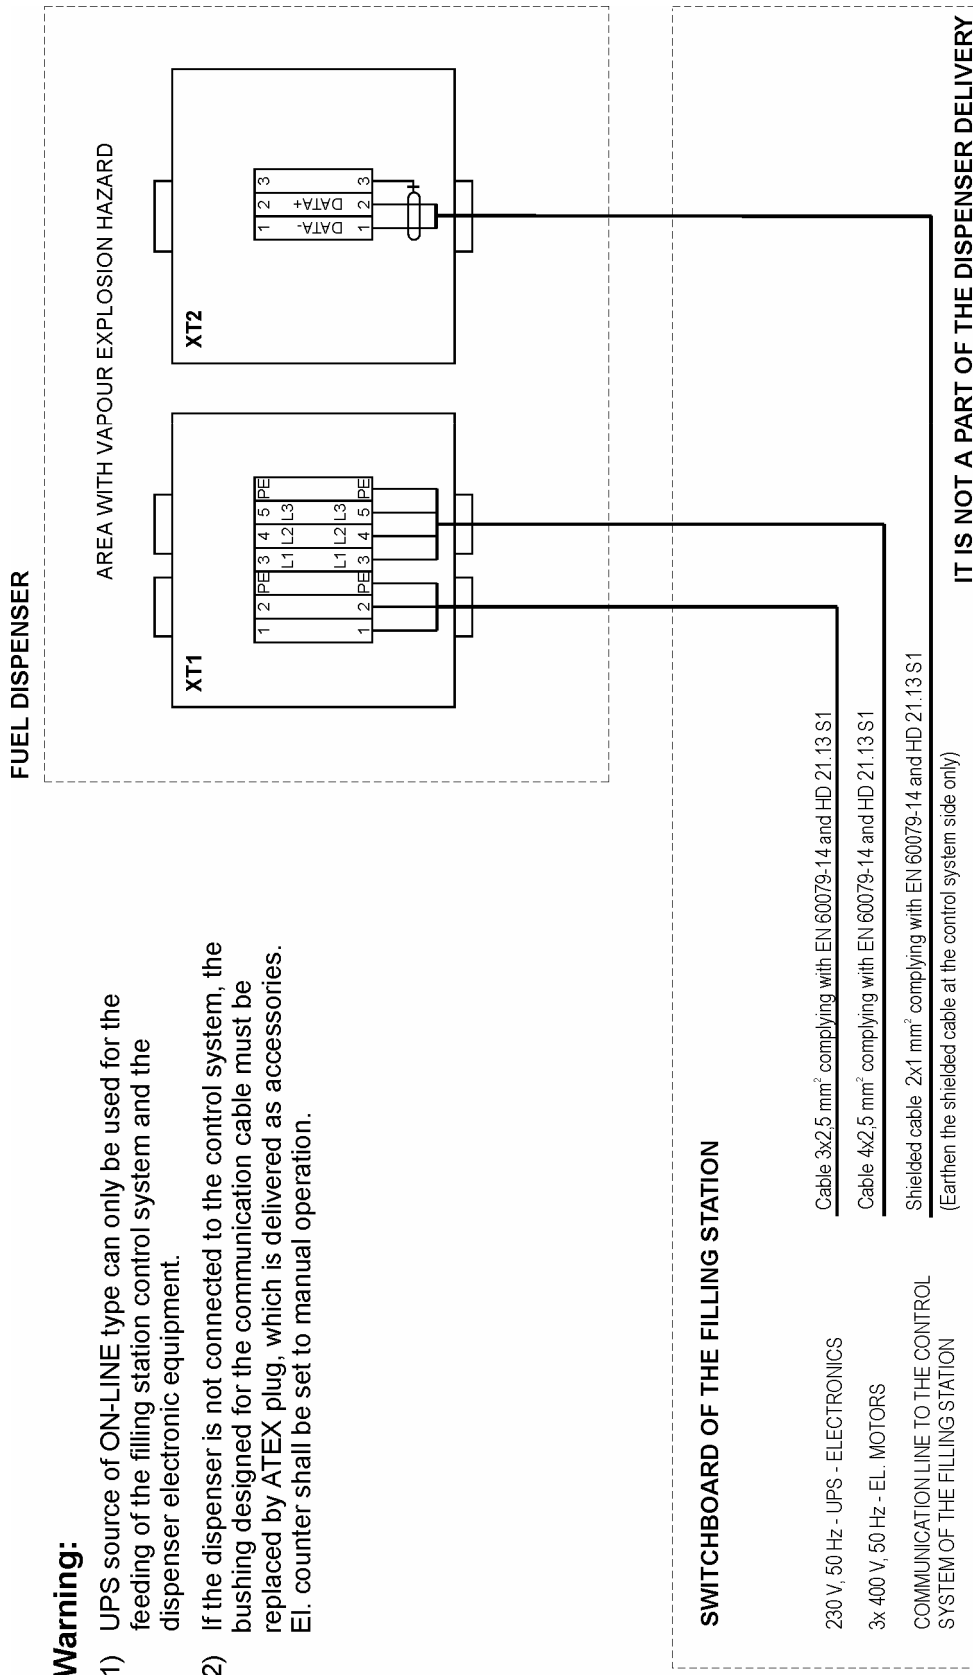 FUEL DISPENSER
AREA WITH VAPOUR EXPLOSION HAZARD
XT1
1 2 PE 3 4 5 PE
L1 L2 L3
L1 L2 L3
1 2 PE 3 4 5 PE
XT2
1 2 3
DATA- DATA+
1 2 3
Warning:
1) UPS source of ON-LINE type can only be used for the
feeding of the filling station control system and the
dispenser electronic equipment.
2) If the dispenser is not connected to the control system, the
bushing designed for the communication cable must be
replaced by ATEX plug, which is delivered as accessories.
El. counter shall be set to manual operation.
SWITCHBOARD OF THE FILLING STATION
230 V, 50 Hz - UPS - ELECTRONICS
Cable 3x2,5 mm² complying with EN 60079-14 and HD 21.13 S1
3x 400 V, 50 Hz - EL. MOTORS
Cable 4x2,5 mm² complying with EN 60079-14 and HD 21.13 S1
COMMUNICATION LINE TO THE CONTROL
SYSTEM OF THE FILLING STATION
Shielded cable 2x1 mm² complying with EN 60079-14 and HD 21.13 S1
(Earthen the shielded cable at the control system side only)
IT IS NOT A PART OF THE DISPENSER DELIVERY